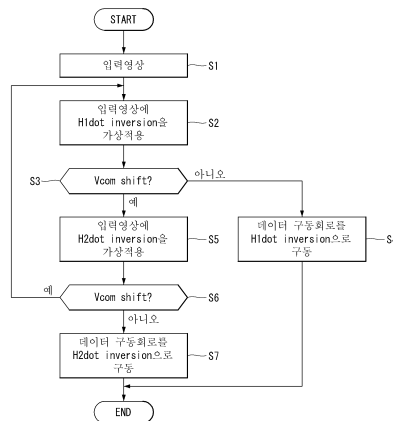 START
입력영상
S1
입력영상에
H1dot inversion을
가상적용
S2
S3
Vcom shift?
아니오
예
입력영상에
H2dot inversion을
가상적용
S5
데이터 구동회로를
H1dot inversion으로
구동
예
Vcom shift?
S6
아니오
데이터 구동회로를
H2dot inversion으로
구동
S7
END